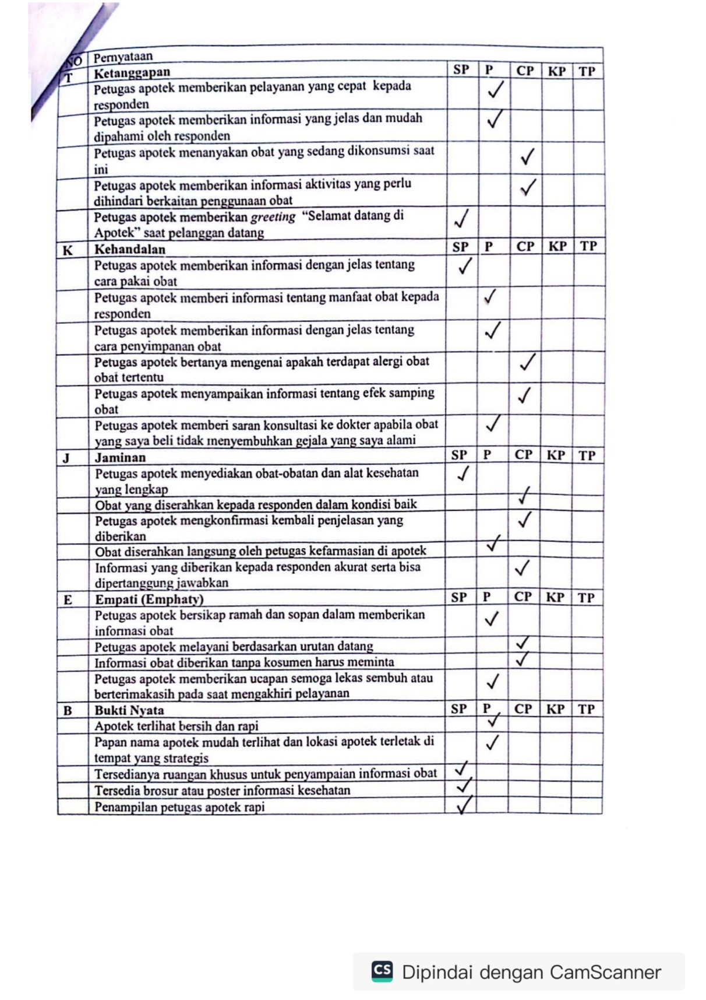 NO Pernyataan
T Ketanggapan SP P CP KP TP
Petugas apotek memberikan pelayanan yang cepat kepada ✓
responden
Petugas apotek memberikan informasi yang jelas dan mudah ✓
dipahami oleh responden
Petugas apotek menanyakan obat yang sedang dikonsumsi saat ✓
ini
Petugas apotek memberikan informasi aktivitas yang perlu ✓
dihindari berkaitan penggunaan obat
Petugas apotek memberikan greeting “Selamat datang di ✓
Apotek” saat pelanggan datang
K Kehandalan SP P CP KP TP
Petugas apotek memberikan informasi dengan jelas tentang ✓
cara pakai obat
Petugas apotek memberi informasi tentang manfaat obat kepada ✓
responden
Petugas apotek memberikan informasi dengan jelas tentang ✓
cara penyimpanan obat
Petugas apotek bertanya mengenai apakah terdapat alergi obat ✓
obat tertentu
Petugas apotek menyampaikan informasi tentang efek samping ✓
obat
Petugas apotek memberi saran konsultasi ke dokter apabila obat ✓
yang saya beli tidak menyembuhkan gejala yang saya alami
J Jaminan SP P CP KP TP
Petugas apotek menyediakan obat-obatan dan alat kesehatan ✓
yang lengkap
Obat yang diserahkan kepada responden dalam kondisi baik ✓
Petugas apotek mengkonfirmasi kembali penjelasan yang ✓
diberikan
Obat diserahkan langsung oleh petugas kefarmasian di apotek ✓
Informasi yang diberikan kepada responden akurat serta bisa ✓
dipertanggung jawabkan
E Empati (Emphaty) SP P CP KP TP
Petugas apotek bersikap ramah dan sopan dalam memberikan ✓
informasi obat
Petugas apotek melayani berdasarkan urutan datang ✓
Informasi obat diberikan tanpa kosumen harus meminta ✓
Petugas apotek memberikan ucapan semoga lekas sembuh atau ✓
berterimakasih pada saat mengakhiri pelayanan
B Bukti Nyata SP P CP KP TP
Apotek terlihat bersih dan rapi ✓
Papan nama apotek mudah terlihat dan lokasi apotek terletak di ✓
tempat yang strategis
Tersedianya ruangan khusus untuk penyampaian informasi obat ✓
Tersedia brosur atau poster informasi kesehatan ✓
Penampilan petugas apotek rapi ✓
CS Dipindai dengan CamScanner